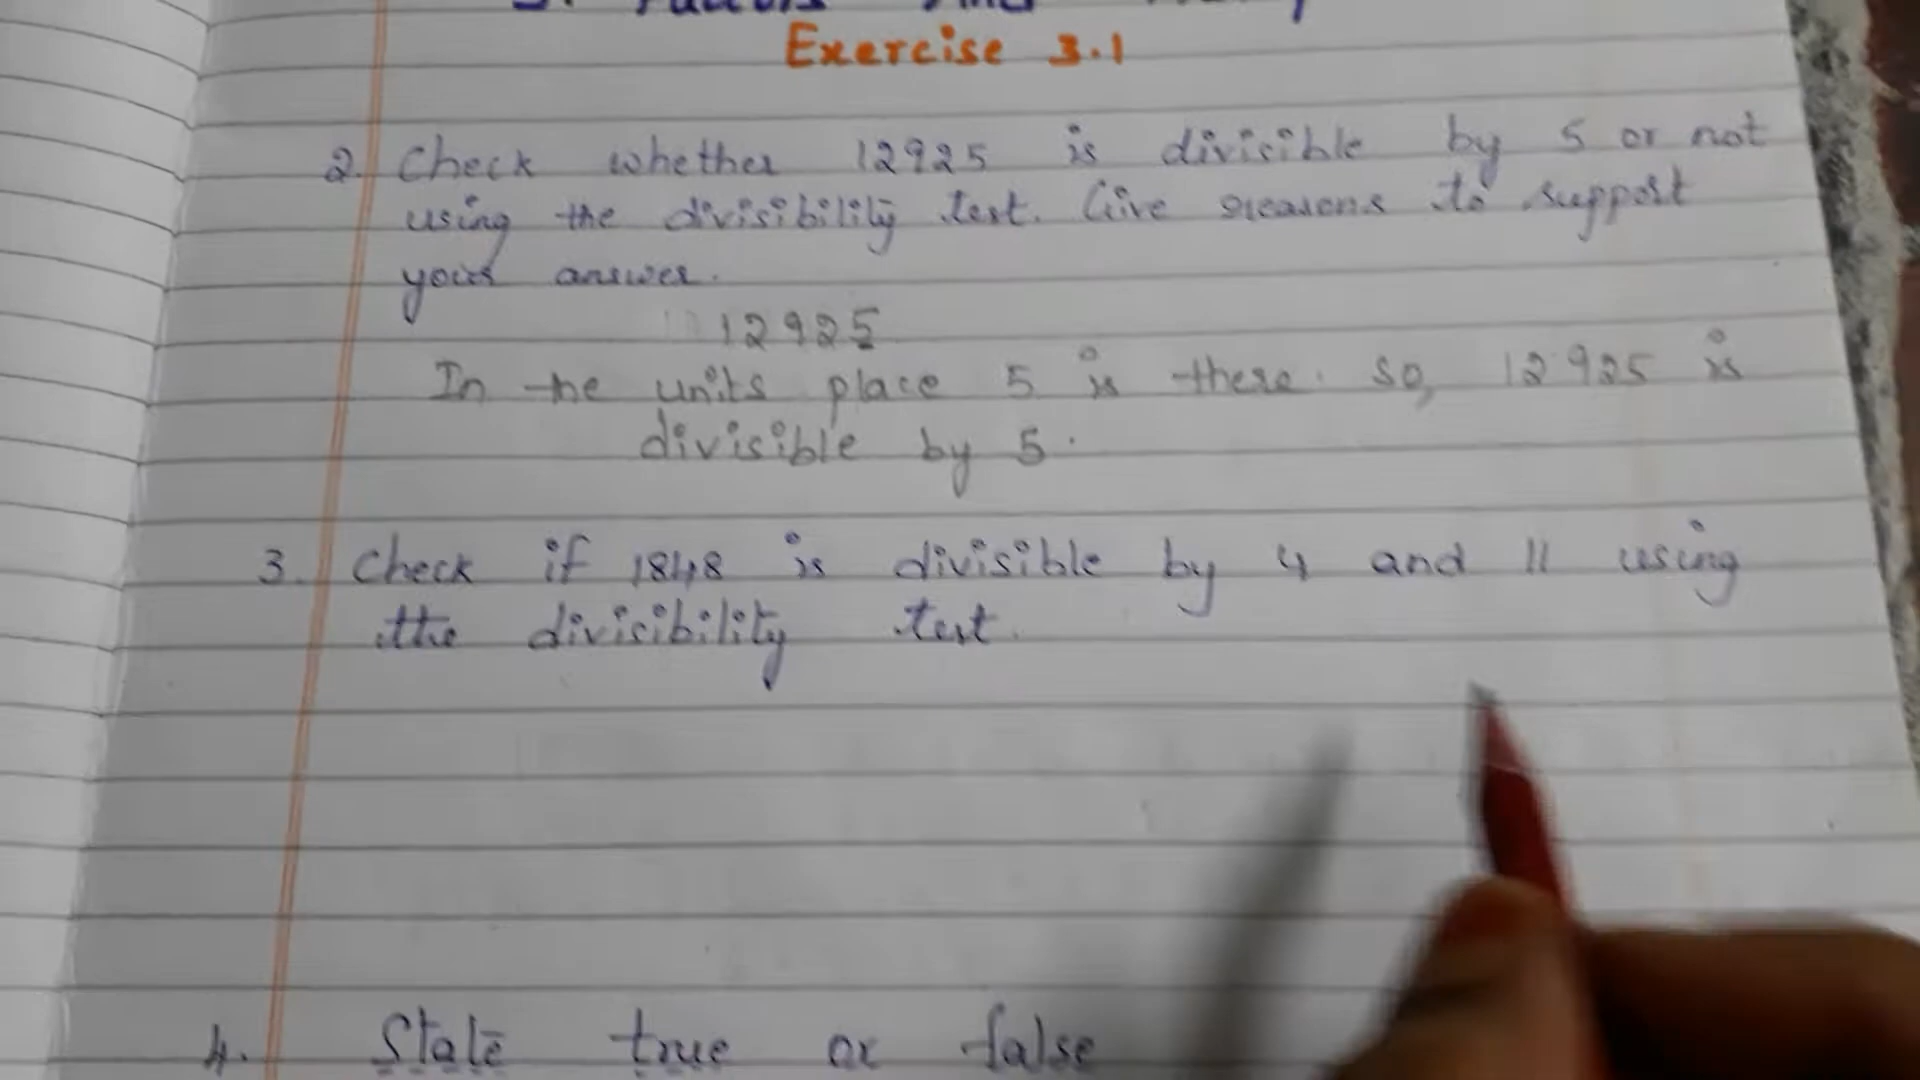 Exercise 3.1
2. Check whether 12925 is divisible by 5 or not
using the divisibility test. Give reasons to support
your answer.
12925
In the units place 5 is there. So, 12925 is
divisible by 5.
3. Check if 1848 is divisible by 4 and 11 using
the divisibility test.
4. State true or false